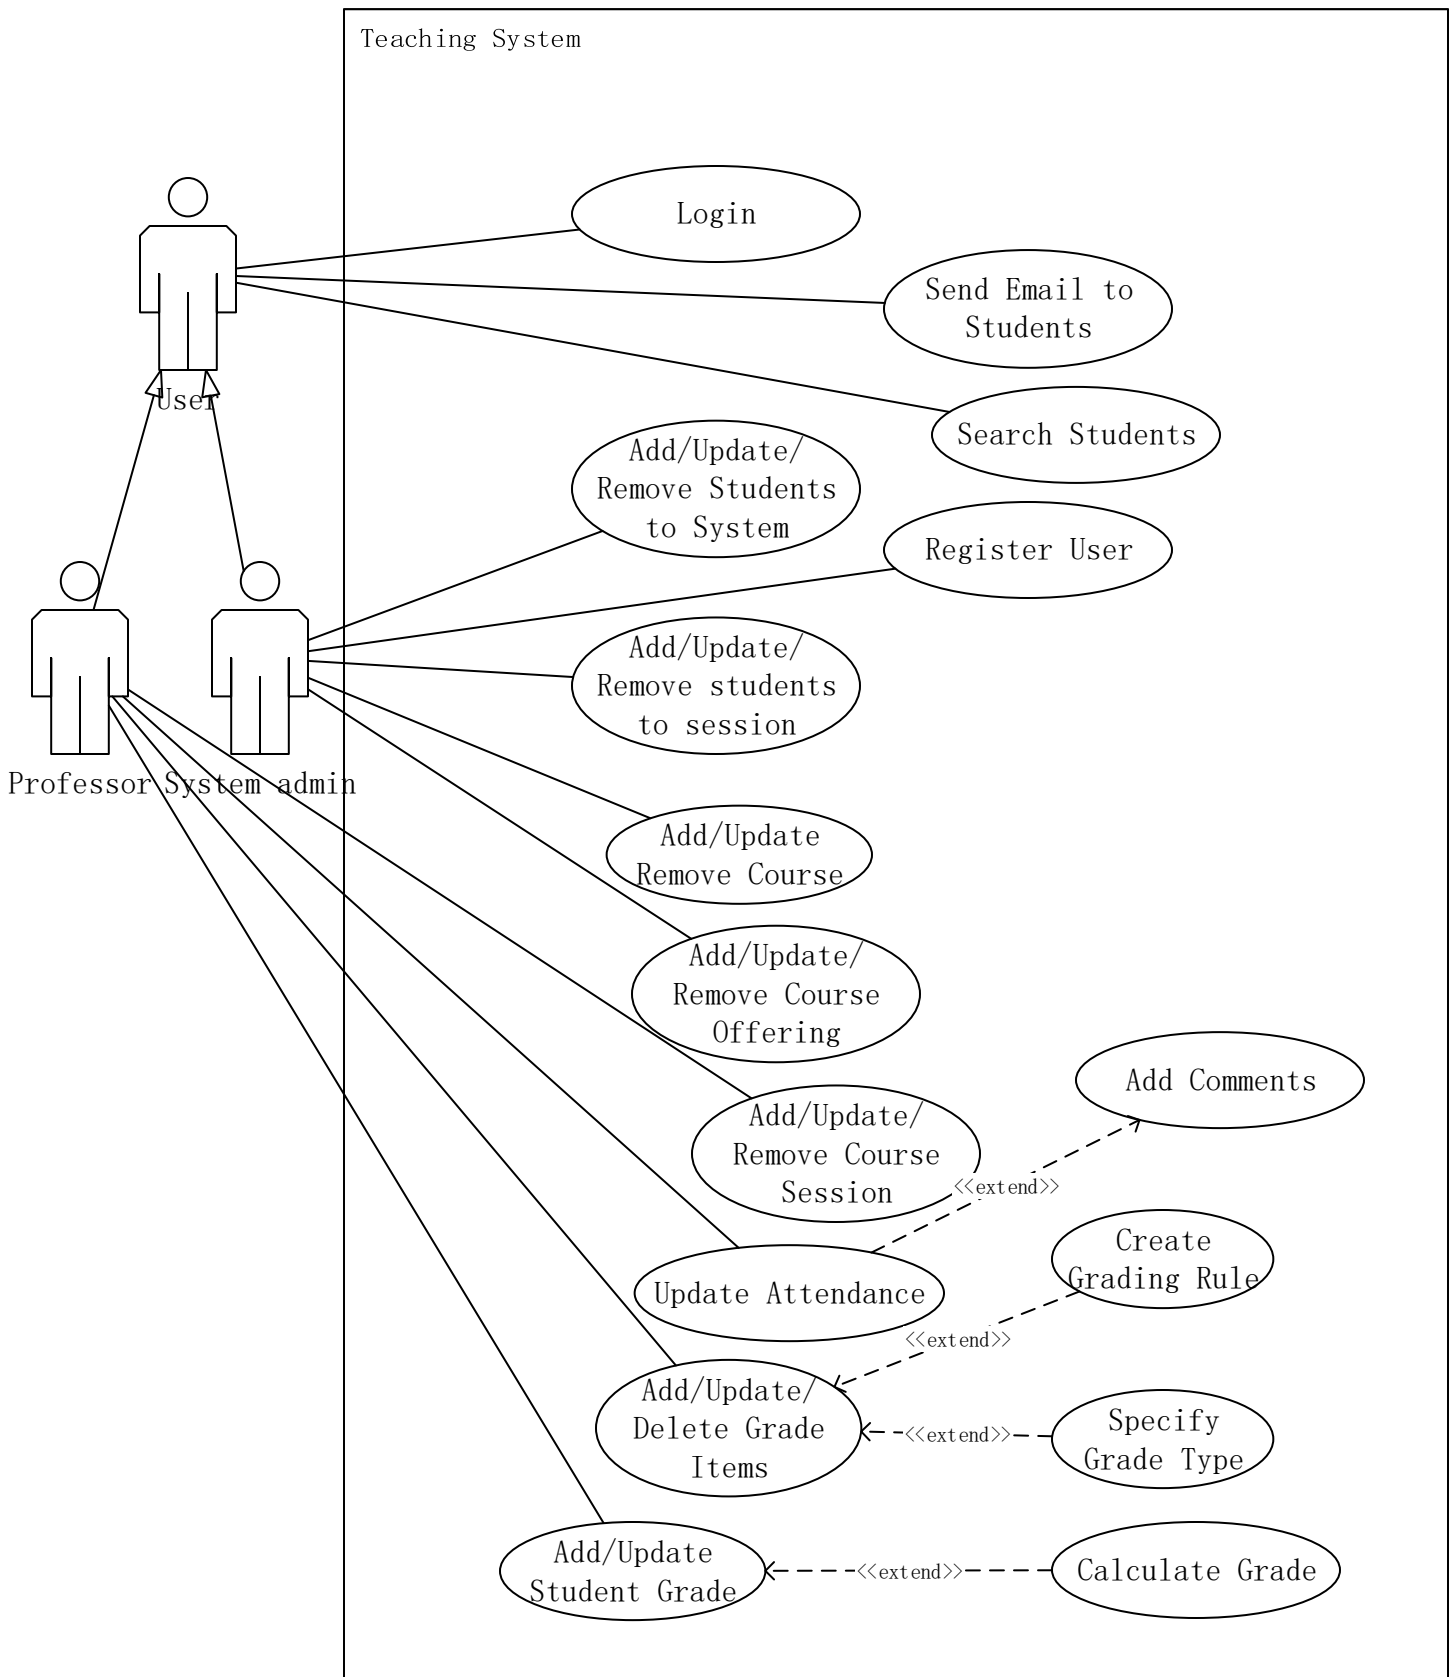 Teaching System
Login
Send Email to
Students
User
Search Students
Add/Update/
Remove Students
to System
Register User
Add/Update/
Remove students
to session
Professor
System admin
Add/Update
Remove Course
Add/Update/
Remove Course
Offering
Add Comments
Add/Update/
Remove Course
Session
<<extend>>
Create
Grading Rule
Update Attendance
<<extend>>
Add/Update/
Delete Grade
Items
<<extend>>
Specify
Grade Type
Add/Update
Student Grade
<<extend>>
Calculate Grade